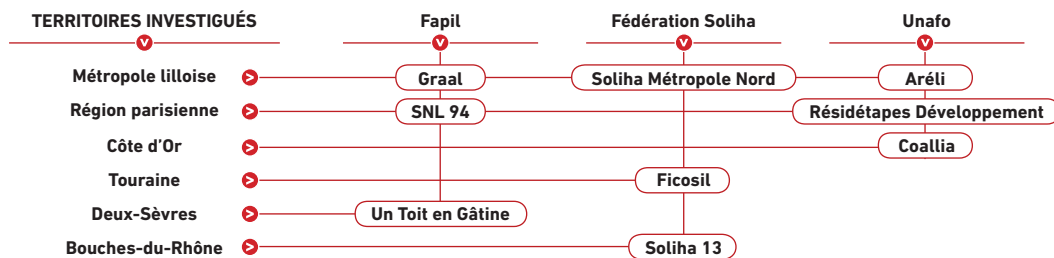 TERRITOIRES INVESTIGUÉS Fapil Fédération Soliha Unafo
Métropole lilloise Graal Soliha Métropole Nord Aréli
Région parisienne SNL 94 Résidétapes Développement
Côte d'Or Coallia
Touraine Ficosil
Deux-Sèvres Un Toit en Gâtine
Bouches-du-Rhône Soliha 13